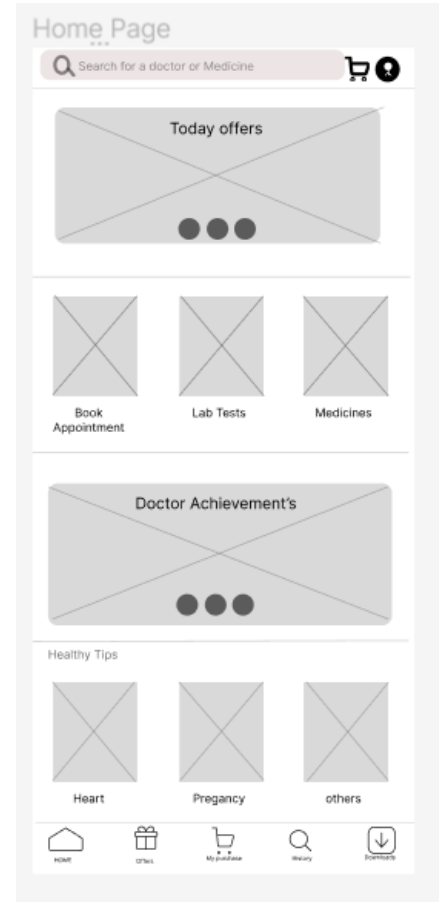 Home Page
Search for a doctor or Medicine
Today offers
Book
Appointment
Lab Tests
Medicines
Doctor Achievement's
Healthy Tips
Heart
Pregancy
others
HOME
Offers
My purchase
History
Downloads